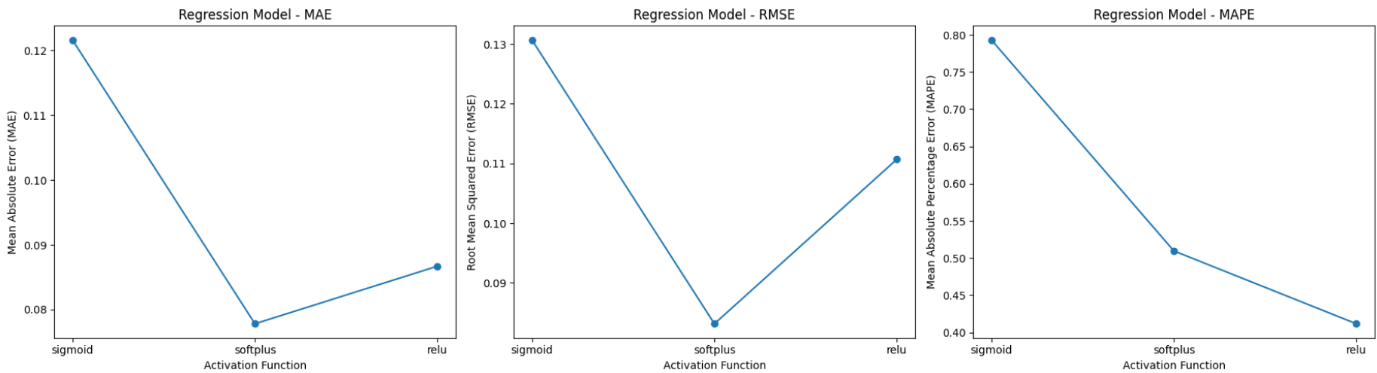 Regression Model - MAE
Mean Absolute Error (MAE)
0.12
0.11
0.10
0.09
0.08
sigmoid softplus relu
Activation Function
Regression Model - RMSE
Root Mean Squared Error (RMSE)
0.13
0.12
0.11
0.10
0.09
sigmoid softplus relu
Activation Function
Regression Model - MAPE
Mean Absolute Percentage Error (MAPE)
0.80
0.75
0.70
0.65
0.60
0.55
0.50
0.45
0.40
sigmoid softplus relu
Activation Function